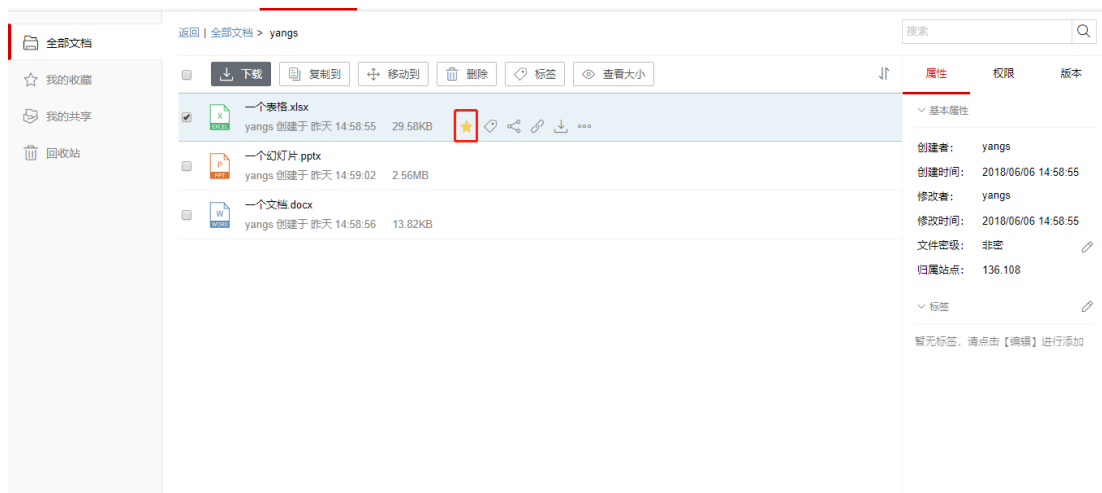 全部文档
我的收藏
我的共享
回收站
返回 | 全部文档 > yangs
下载 复制到 移动到 删除 标签 查看大小
X
EXCEL
一个表格.xlsx
yangs 创建于 昨天 14:58:55 29.58KB
P
PPT
一个幻灯片.pptx
yangs 创建于 昨天 14:59:02 2.56MB
W
WORD
一个文档.docx
yangs 创建于 昨天 14:58:56 13.82KB
搜索
属性 权限 版本
基本属性
创建者: yangs
创建时间: 2018/06/06 14:58:55
修改者: yangs
修改时间: 2018/06/06 14:58:55
文件密级: 非密
归属站点: 136.108
标签
暂无标签,请点击【编辑】进行添加